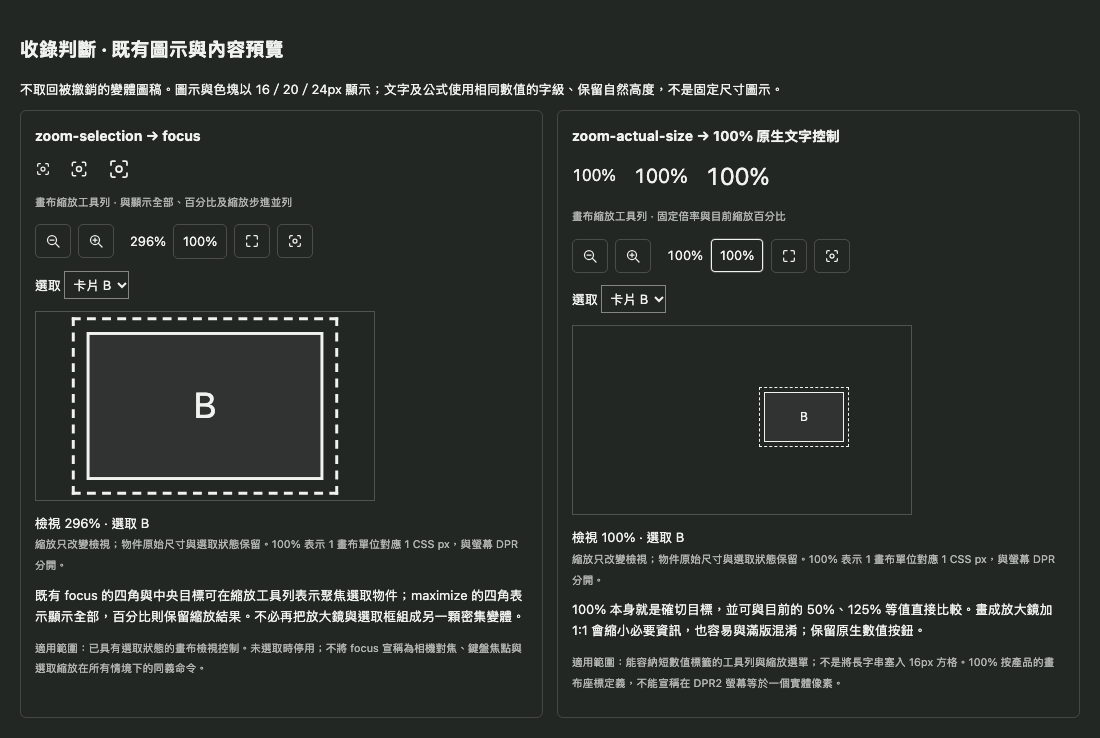 收錄判斷 · 既有圖示與內容預覽
不取回被撤銷的變體圖稿。圖示與色塊以 16 / 20 / 24px 顯示；文字及公式使用相同數值的字級、保留自然高度，不是固定尺寸圖示。
zoom-selection → focus
畫布縮放工具列 · 與顯示全部、百分比及縮放步進並列
296% 100%
選取 卡片 B
B
檢視 296% · 選取 B
縮放只改變檢視；物件原始尺寸與選取狀態保留。100% 表示 1 畫布單位對應 1 CSS px，與螢幕 DPR
分開。
既有 focus 的四角與中央目標可在縮放工具列表示聚焦選取物件；maximize 的四角表
示顯示全部，百分比則保留縮放結果。不必再把放大鏡與選取框組成另一顆密集變體。
適用範圍：已具有選取狀態的畫布檢視控制。未選取時停用；不將 focus 宣稱為相機對焦、鍵盤焦點與
選取縮放在所有情境下的同義命令。
zoom-actual-size → 100% 原生文字控制
100% 100% 100%
畫布縮放工具列 · 固定倍率與目前縮放百分比
100% 100%
選取 卡片 B
B
檢視 100% · 選取 B
縮放只改變檢視；物件原始尺寸與選取狀態保留。100% 表示 1 畫布單位對應 1 CSS px，與螢幕 DPR
分開。
100% 本身就是確切目標，並可與目前的 50%、125% 等值直接比較。畫成放大鏡加
1:1 會縮小必要資訊，也容易與滿版混淆；保留原生數值按鈕。
適用範圍：能容納短數值標籤的工具列與縮放選單；不是將長字串塞入 16px 方格。100% 按產品的畫
布座標定義，不能宣稱在 DPR2 螢幕等於一個實體像素。